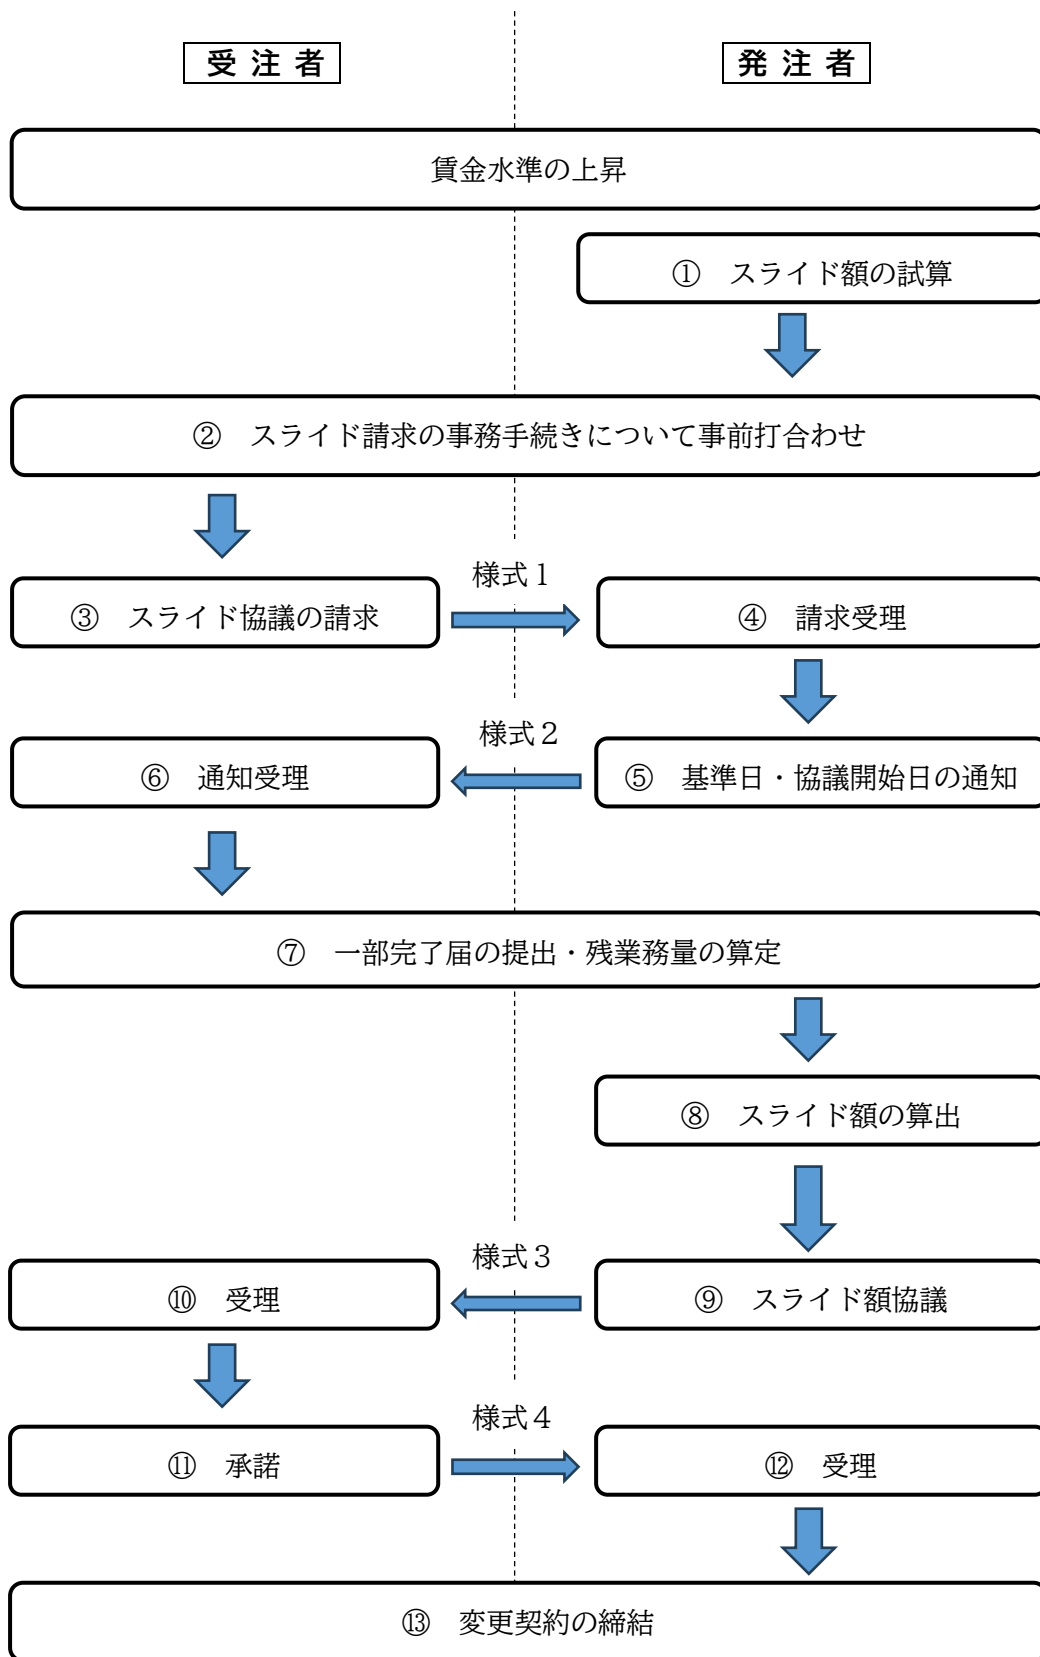 受 注 者
発 注 者
賃金水準の上昇
① スライド額の試算
② スライド請求の事務手続きについて事前打合わせ
様式１
③ スライド協議の請求
④ 請求受理
様式２
⑥ 通知受理
⑤ 基準日・協議開始日の通知
⑦ 一部完了届の提出・残業務量の算定
⑧ スライド額の算出
様式３
⑩ 受理
⑨ スライド額協議
様式４
⑪ 承諾
⑫ 受理
⑬ 変更契約の締結